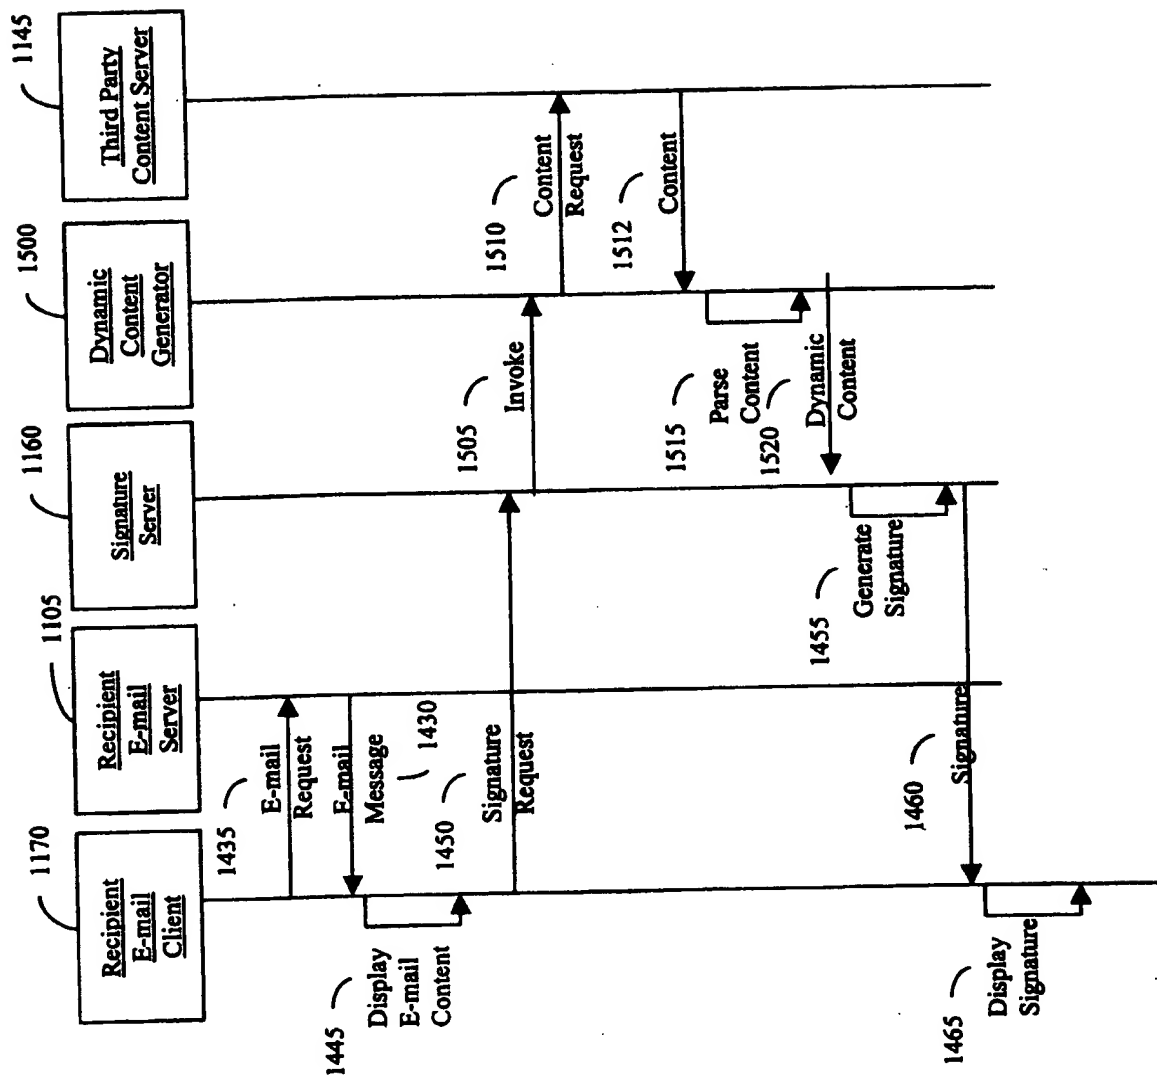 1170
Recipient
E-mail
Client
1105
Recipient
E-mail
Server
1160
Signature
Server
1500
Dynamic
Content
Generator
1145
Third Party
Content Server
1435
E-mail
Request
E-mail
Message
1430
1445
Display
E-mail
Content
1450
Signature
Request
1505
Invoke
1510
Content
Request
1512
Content
1515
Parse
Content
1520
Dynamic
Content
1455
Generate
Signature
1460
Signature
1465
Display
Signature